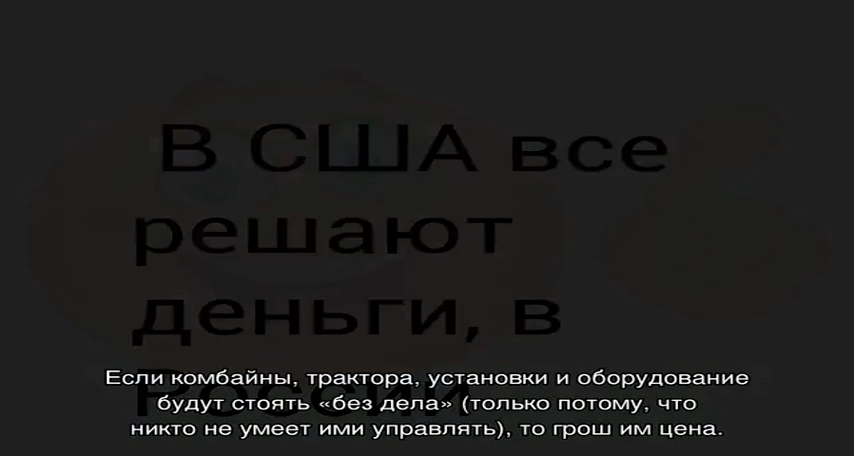 В США все
решают
деньги, в
России
Если комбайны, трактора, установки и оборудование
будут стоять «без дела» (только потому, что
никто не умеет ими управлять), то грош им цена.